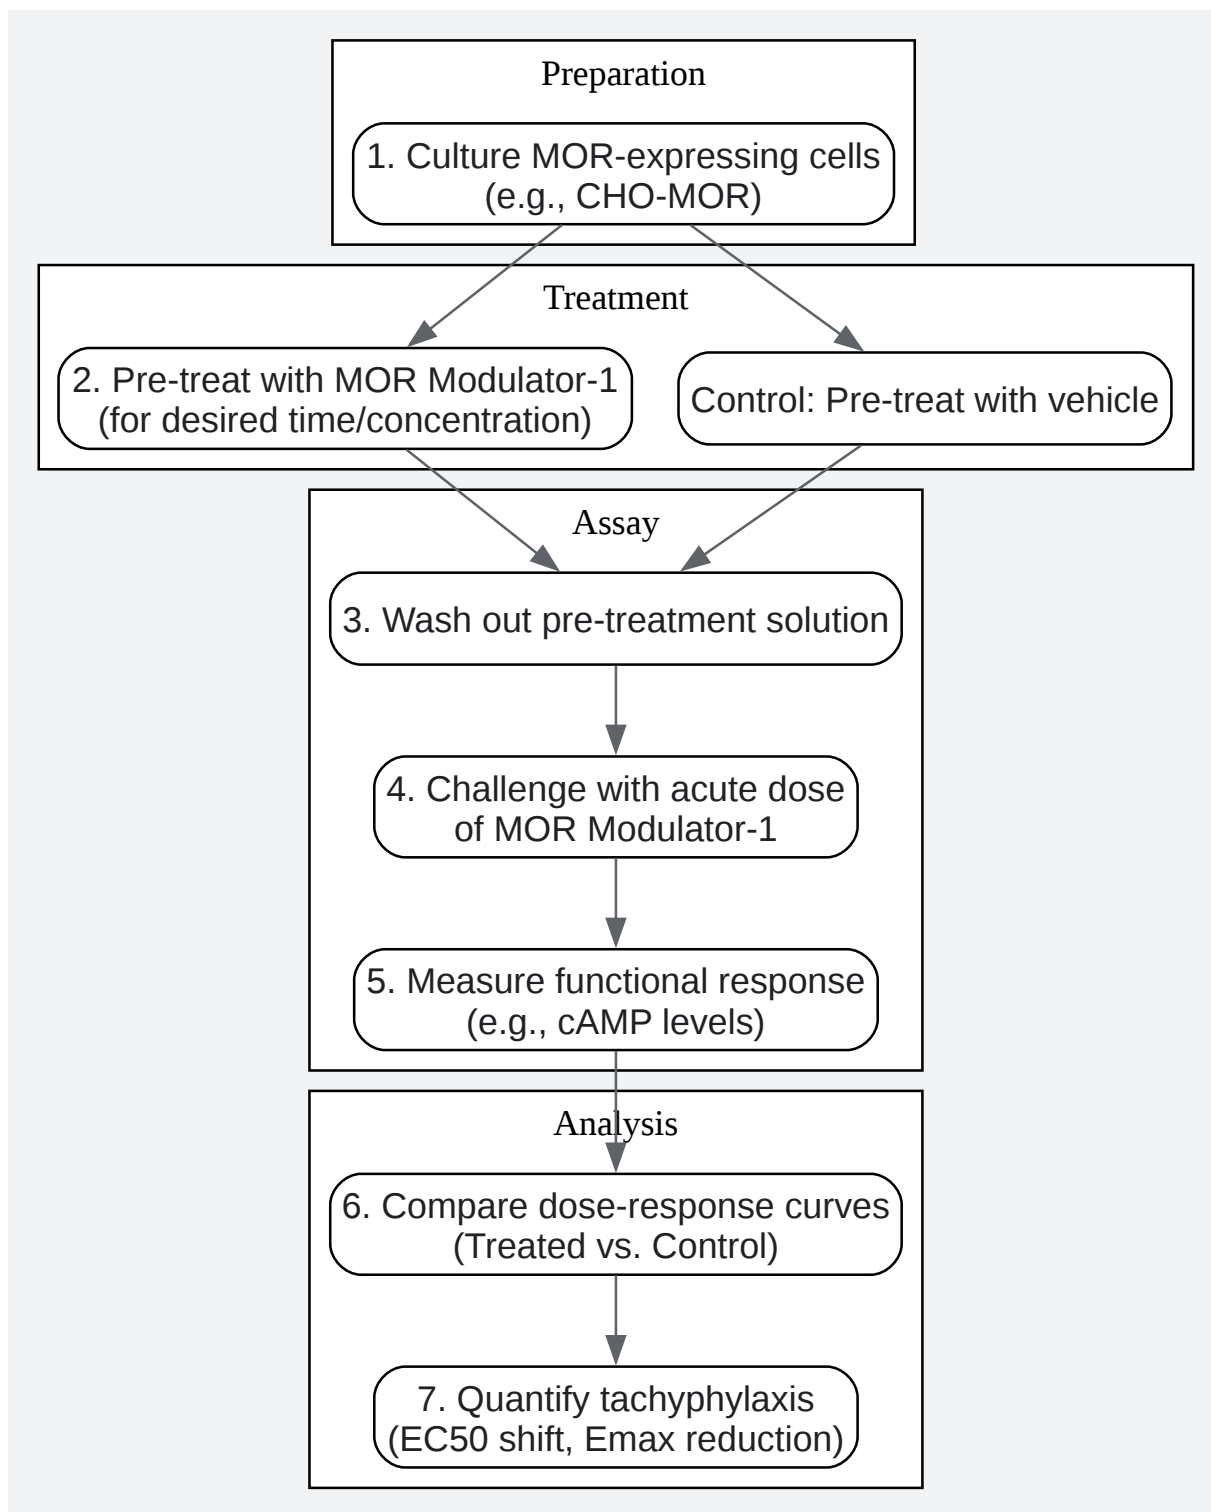 Preparation
1. Culture MOR-expressing cells
(e.g., CHO-MOR)
Treatment
2. Pre-treat with MOR Modulator-1
(for desired time/concentration)
Control: Pre-treat with vehicle
Assay
3. Wash out pre-treatment solution
4. Challenge with acute dose
of MOR Modulator-1
5. Measure functional response
(e.g., cAMP levels)
Analysis
6. Compare dose-response curves
(Treated vs. Control)
7. Quantify tachyphylaxis
(EC50 shift, Emax reduction)